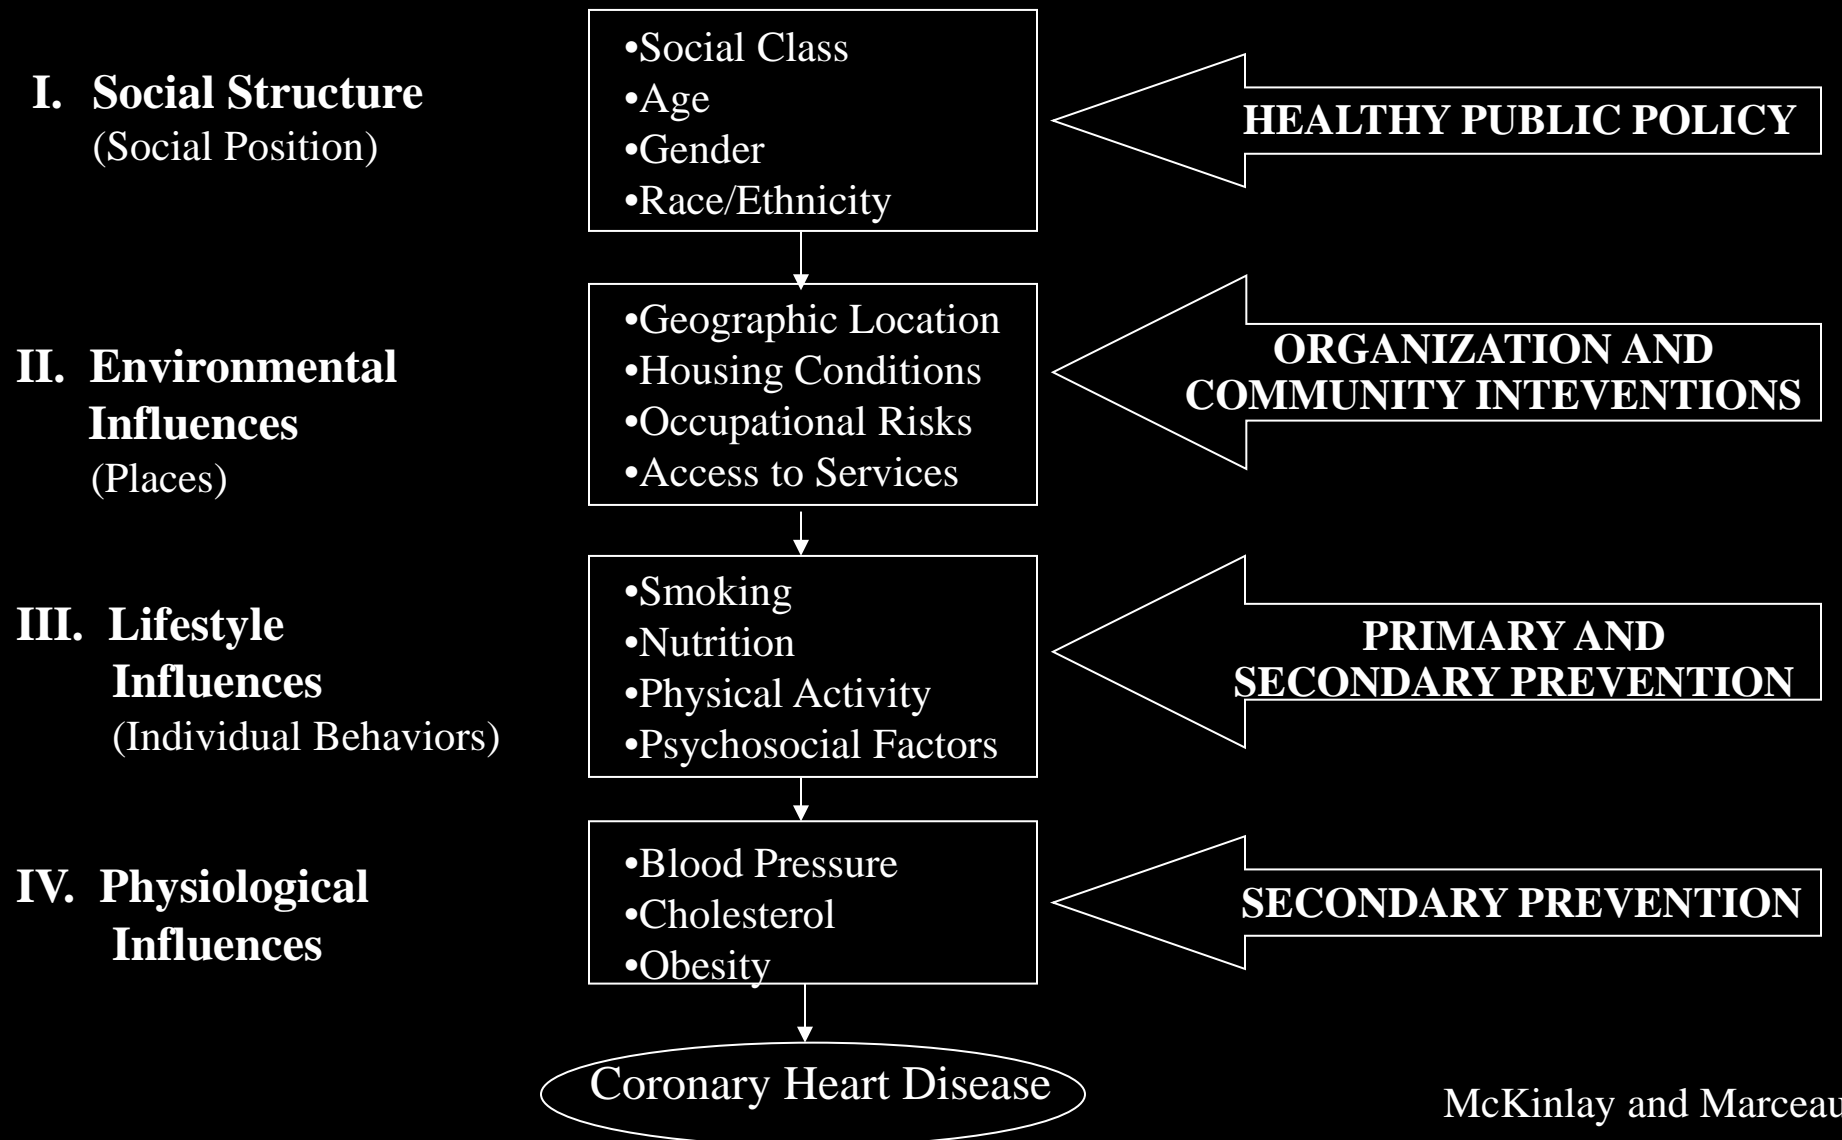 I. Social Structure
(Social Position)
•Social Class
•Age
•Gender
•Race/Ethnicity
HEALTHY PUBLIC POLICY
II. Environmental
Influences
(Places)
•Geographic Location
•Housing Conditions
•Occupational Risks
•Access to Services
ORGANIZATION AND
COMMUNITY INTEVENTIONS
III. Lifestyle
Influences
(Individual Behaviors)
•Smoking
•Nutrition
•Physical Activity
•Psychosocial Factors
PRIMARY AND
SECONDARY PREVENTION
IV. Physiological
Influences
•Blood Pressure
•Cholesterol
•Obesity
SECONDARY PREVENTION
Coronary Heart Disease
McKinlay and Marceau